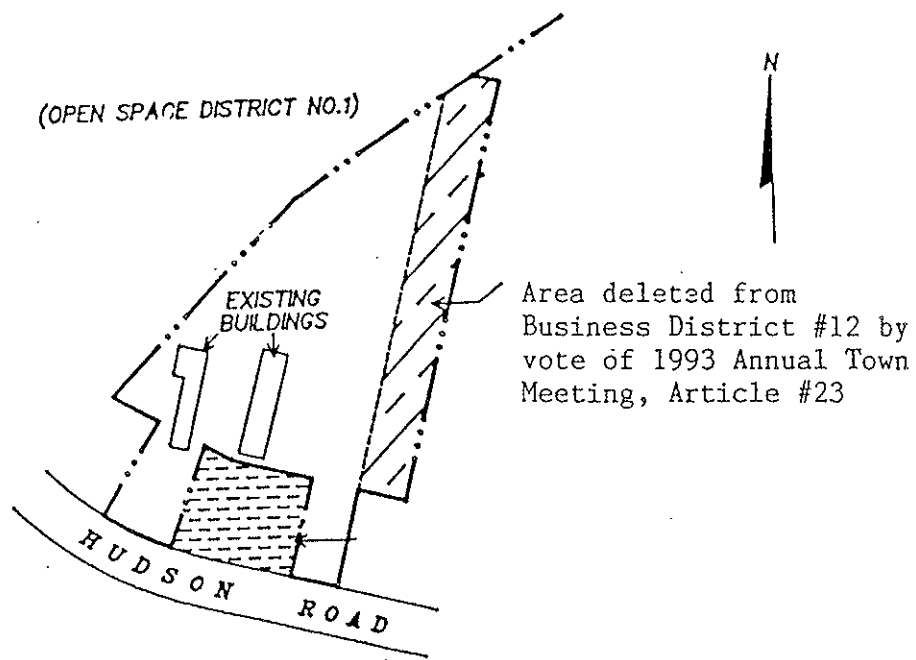 N
(OPEN SPACE DISTRICT NO.1)
EXISTING
BUILDINGS
Area deleted from
Business District #12 by
vote of 1993 Annual Town
Meeting, Article #23
HUDSON ROAD